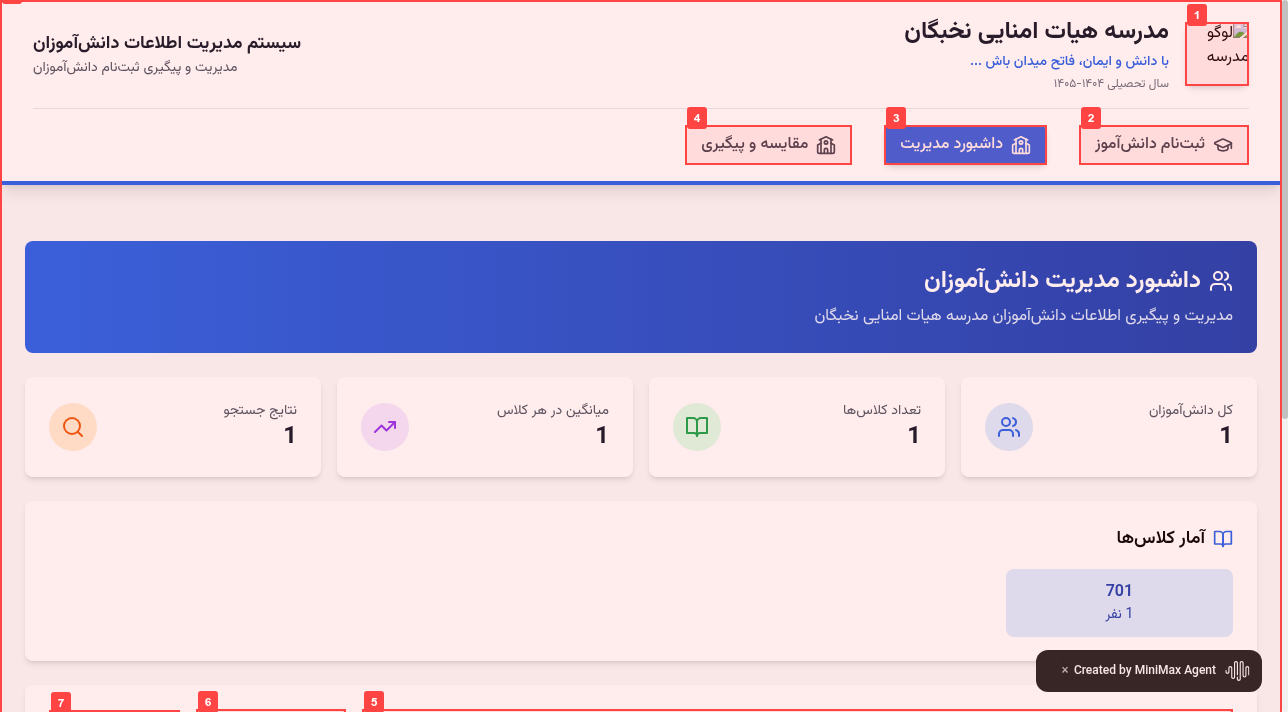 1
لوگو
مدرسه
مدرسه هیات امنایی نخبگان
با دانش و ایمان، فاتح میدان باش ...
سال تحصیلی ۱۴۰۴-۱۴۰۵
سیستم مدیریت اطلاعات دانش‌آموزان
مدیریت و پیگیری ثبت‌نام دانش‌آموزان
2
ثبت‌نام دانش‌آموز
3
داشبورد مدیریت
4
مقایسه و پیگیری
داشبورد مدیریت دانش‌آموزان
مدیریت و پیگیری اطلاعات دانش‌آموزان مدرسه هیات امنایی نخبگان
کل دانش‌آموزان
1
تعداد کلاس‌ها
1
میانگین در هر کلاس
1
نتایج جستجو
1
آمار کلاس‌ها
701
1 نفر
Created by MiniMax Agent ×
5
6
7